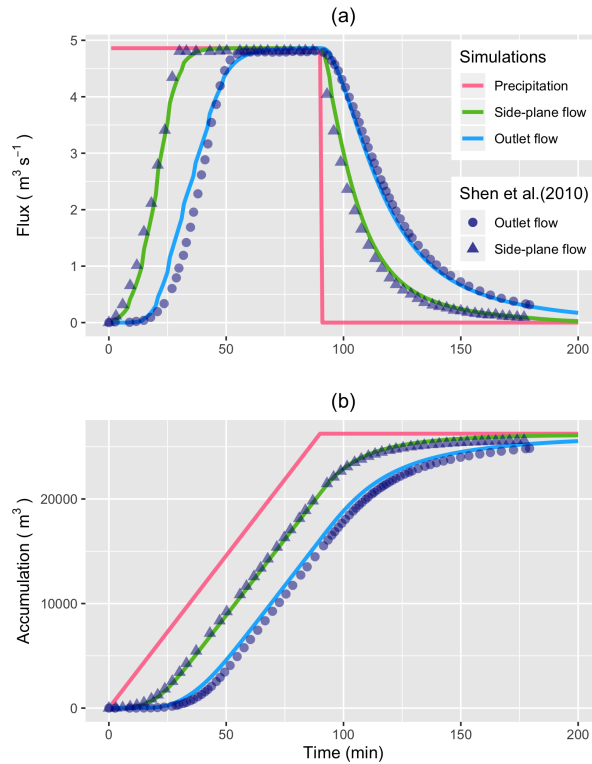 (a)
Flux ( m³ s⁻¹ )
5
4
3
2
1
0
0 50 100 150 200
Simulations
Precipitation
Side-plane flow
Outlet flow
Shen et al.(2010)
Outlet flow
Side-plane flow
(b)
Accumulation ( m³ )
20000
10000
0
0 50 100 150 200
Time (min)